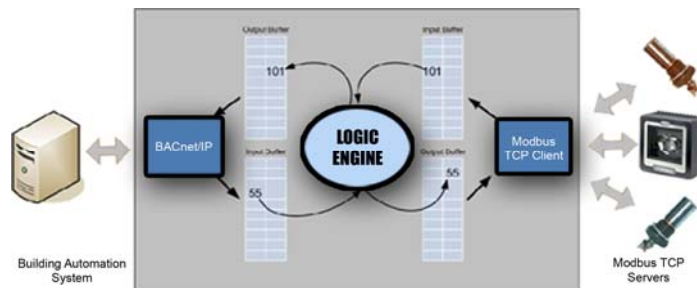 Output Buffer
Input Buffer
101
101
BACnet/IP
LOGIC
ENGINE
Modbus
TCP Client
Input Buffer
Output Buffer
55
55
Building Automation
System
Modbus TCP
Servers